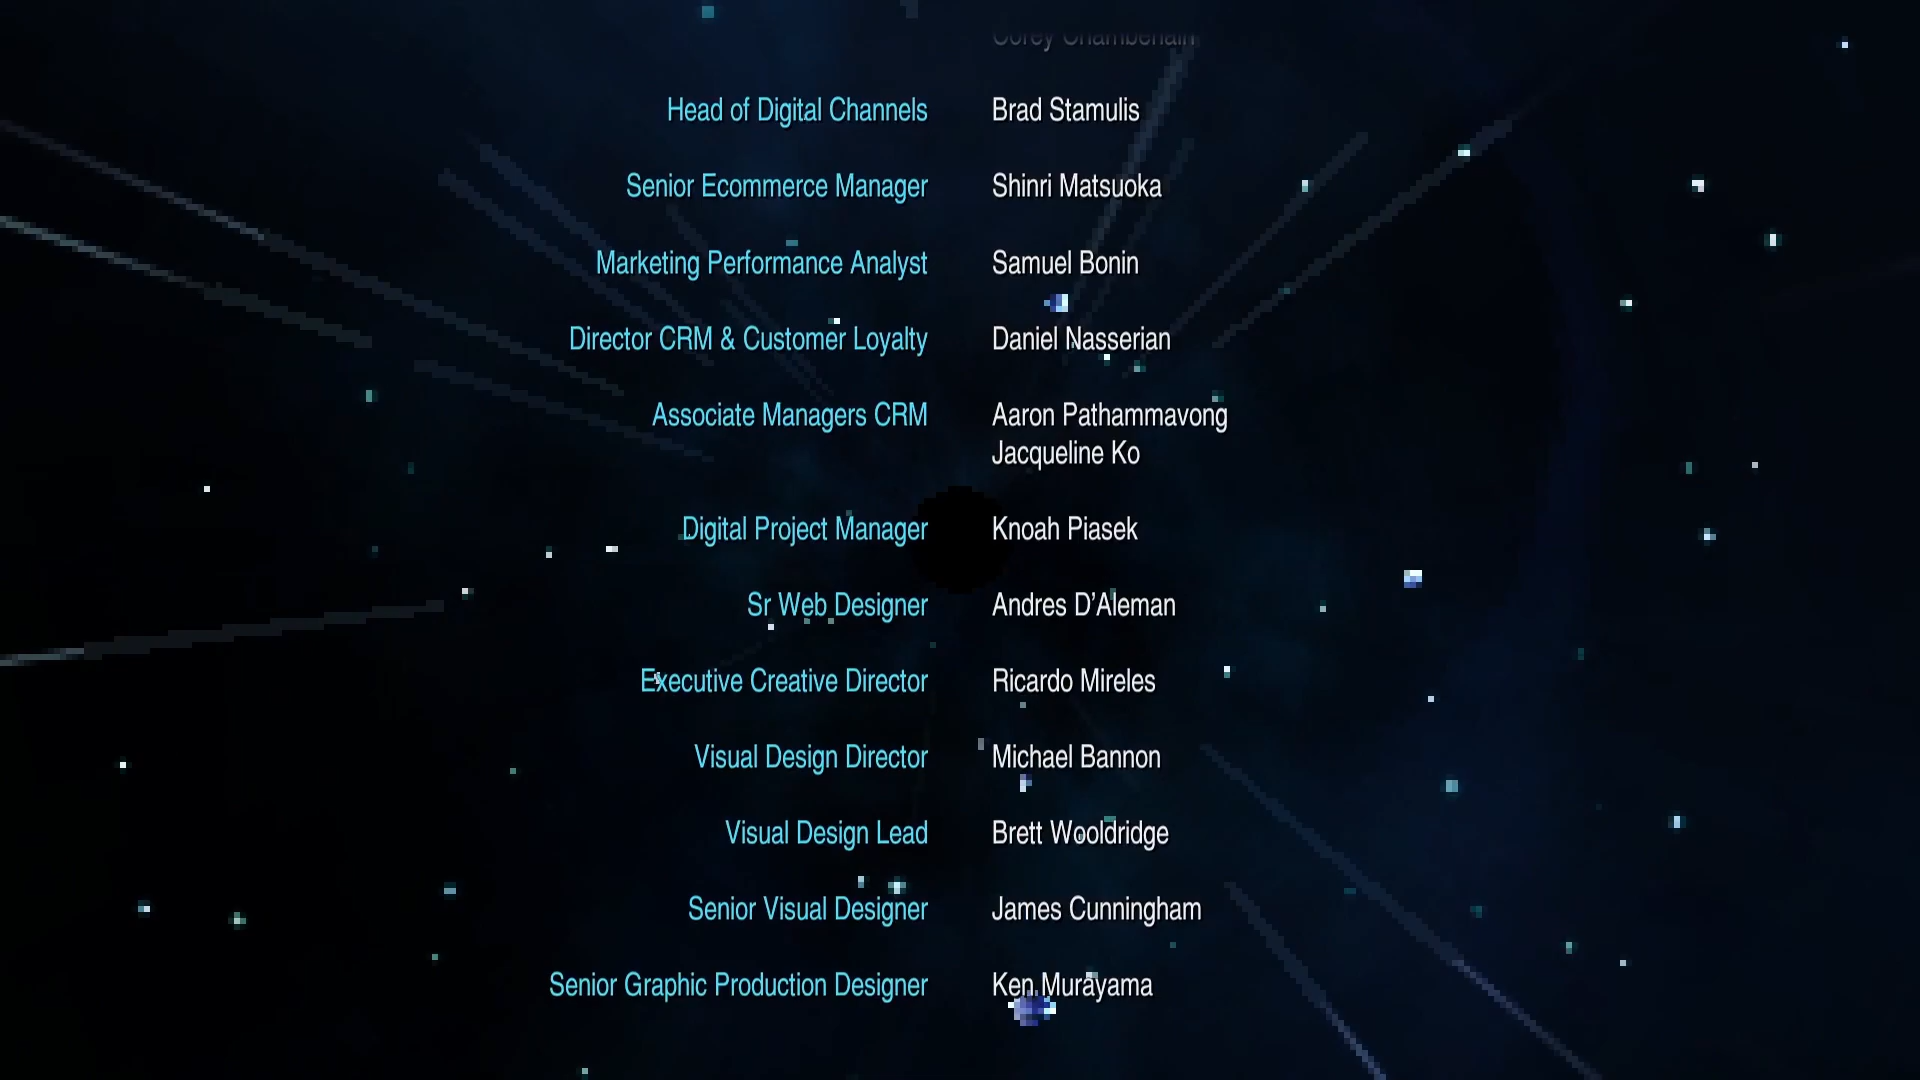 Corey Chamberlain
Head of Digital Channels Brad Stamulis
Senior Ecommerce Manager Shinri Matsuoka
Marketing Performance Analyst Samuel Bonin
Director CRM & Customer Loyalty Daniel Nasserian
Associate Managers CRM Aaron Pathammavong
Jacqueline Ko
Digital Project Manager Knoah Piasek
Sr Web Designer Andres D’Aleman
Executive Creative Director Ricardo Mireles
Visual Design Director Michael Bannon
Visual Design Lead Brett Wooldridge
Senior Visual Designer James Cunningham
Senior Graphic Production Designer Ken Murayama